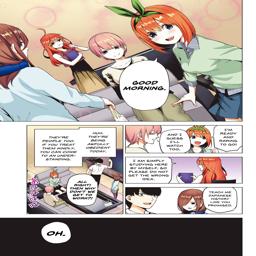 GOOD
MORNING.
I'M
READY
AND
RARING
TO GO!
AND I
GUESS
I'LL
WATCH
TOO.
HUH,
THEY'RE
BEING
AWFULLY
OBEDIENT
TODAY.
THEY'RE
PEOPLE TOO.
IF YOU TREAT
THEM KINDLY,
YOU CAN COME
TO AN UNDER-
STANDING.
I AM SIMPLY
STUDYING HERE
BY MYSELF, SO
PLEASE DO NOT
GET THE WRONG
IDEA.
TEACH ME
JAPANESE
HISTORY
LIKE YOU
PROMISED.
ALL
RIGHT!
THEN WHY
DON'T WE
GET TO
WORK?!
OH.